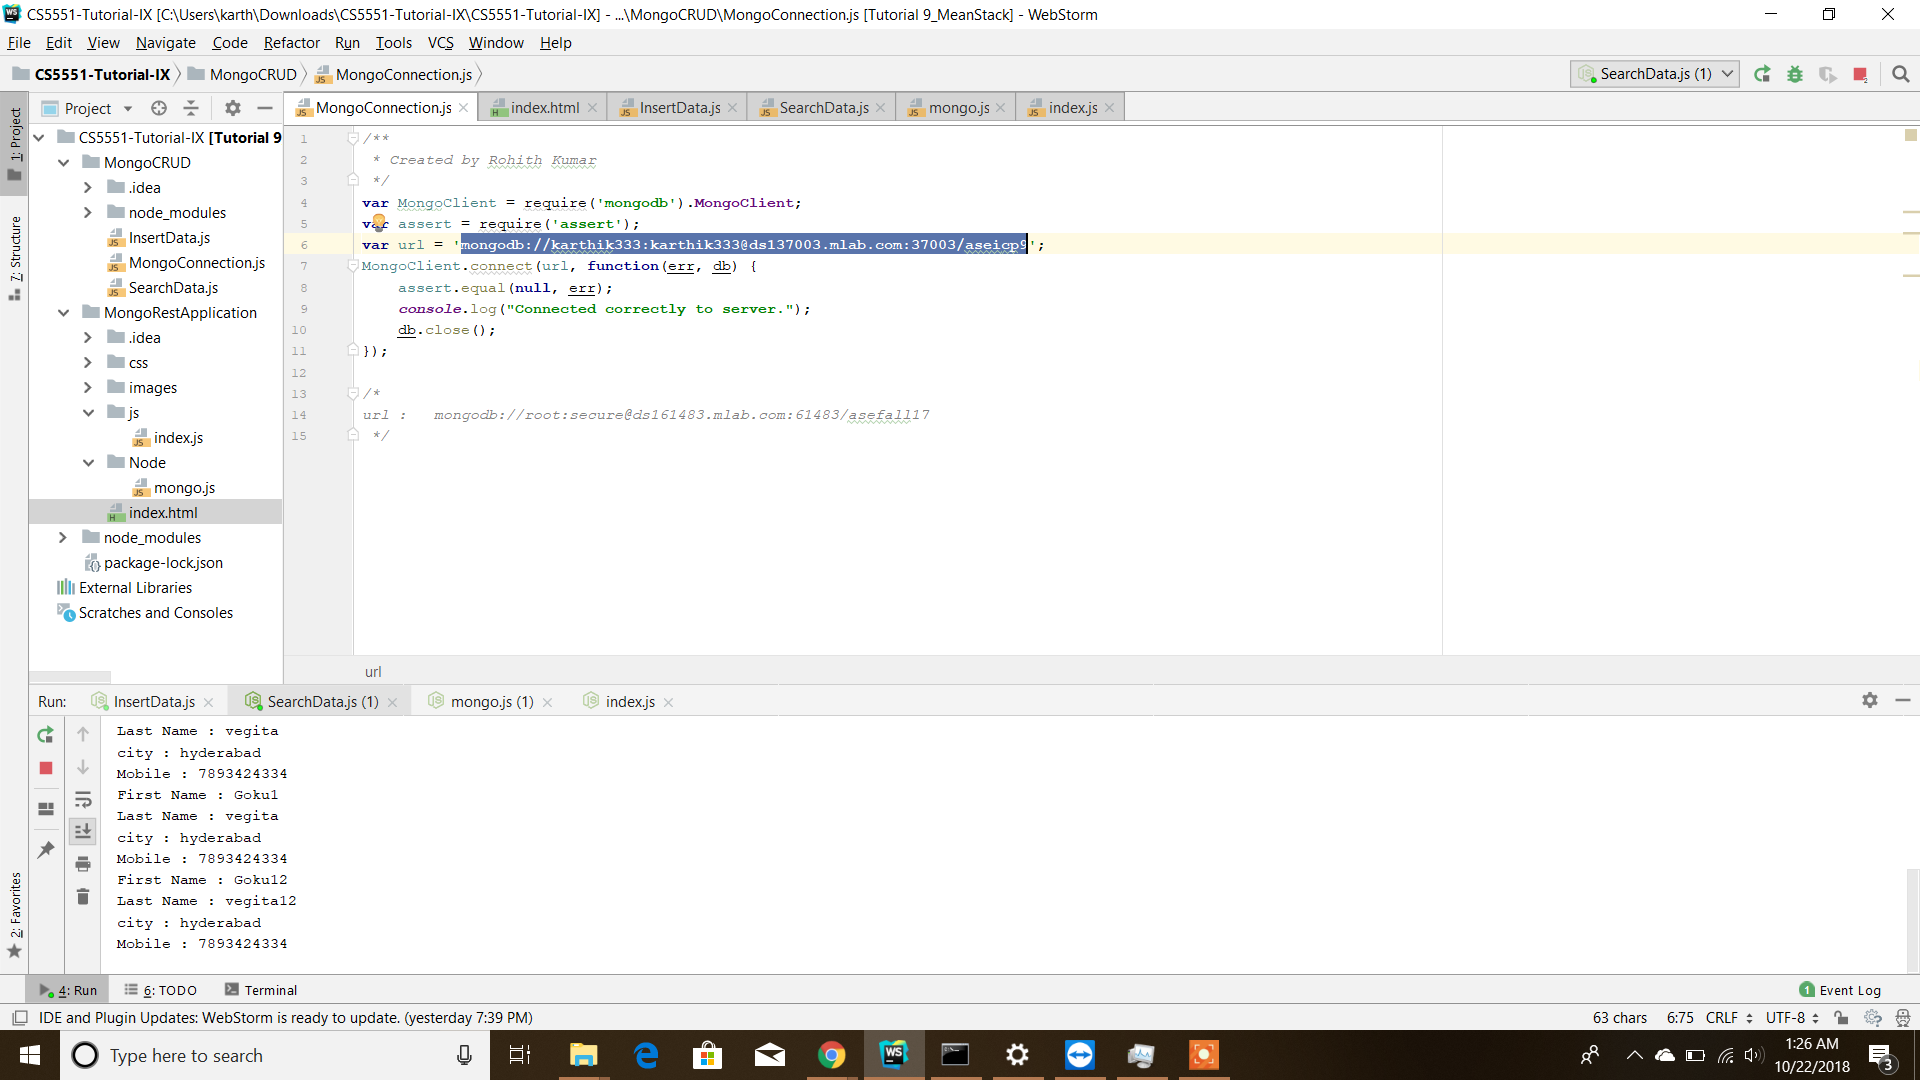 CS5551-Tutorial-IX [C:\Users\karth\Downloads\CS5551-Tutorial-IX\CS5551-Tutorial-IX] - ...\MongoCRUD\MongoConnection.js [Tutorial 9_MeanStack] - WebStorm
File Edit View Navigate Code Refactor Run Tools VCS Window Help
CS5551-Tutorial-IX MongoCRUD MongoConnection.js SearchData.js (1)
Project MongoConnection.js index.html InsertData.js SearchData.js mongo.js index.js
1: Project
7: Structure
2: Favorites
CS5551-Tutorial-IX [Tutorial 9
MongoCRUD
.idea
node_modules
InsertData.js
MongoConnection.js
SearchData.js
MongoRestApplication
.idea
css
images
js
index.js
Node
mongo.js
index.html
node_modules
package-lock.json
External Libraries
Scratches and Consoles
1 /**
2 * Created by Rohith Kumar
3 */
4 var MongoClient = require('mongodb').MongoClient;
5 var assert = require('assert');
6 var url = 'mongodb://karthik333:karthik333@ds137003.mlab.com:37003/aseicp9';
7 MongoClient.connect(url, function(err, db) {
8 assert.equal(null, err);
9 console.log("Connected correctly to server.");
10 db.close();
11 });
12
13 /*
14 url : mongodb://root:secure@ds161483.mlab.com:61483/asefall17
15 */
url
Run: InsertData.js SearchData.js (1) mongo.js (1) index.js
Last Name : vegita
city : hyderabad
Mobile : 7893424334
First Name : Goku1
Last Name : vegita
city : hyderabad
Mobile : 7893424334
First Name : Goku12
Last Name : vegita12
city : hyderabad
Mobile : 7893424334
4: Run 6: TODO Terminal 1 Event Log
IDE and Plugin Updates: WebStorm is ready to update. (yesterday 7:39 PM) 63 chars 6:75 CRLF UTF-8
Type here to search
1:26 AM
10/22/2018
3